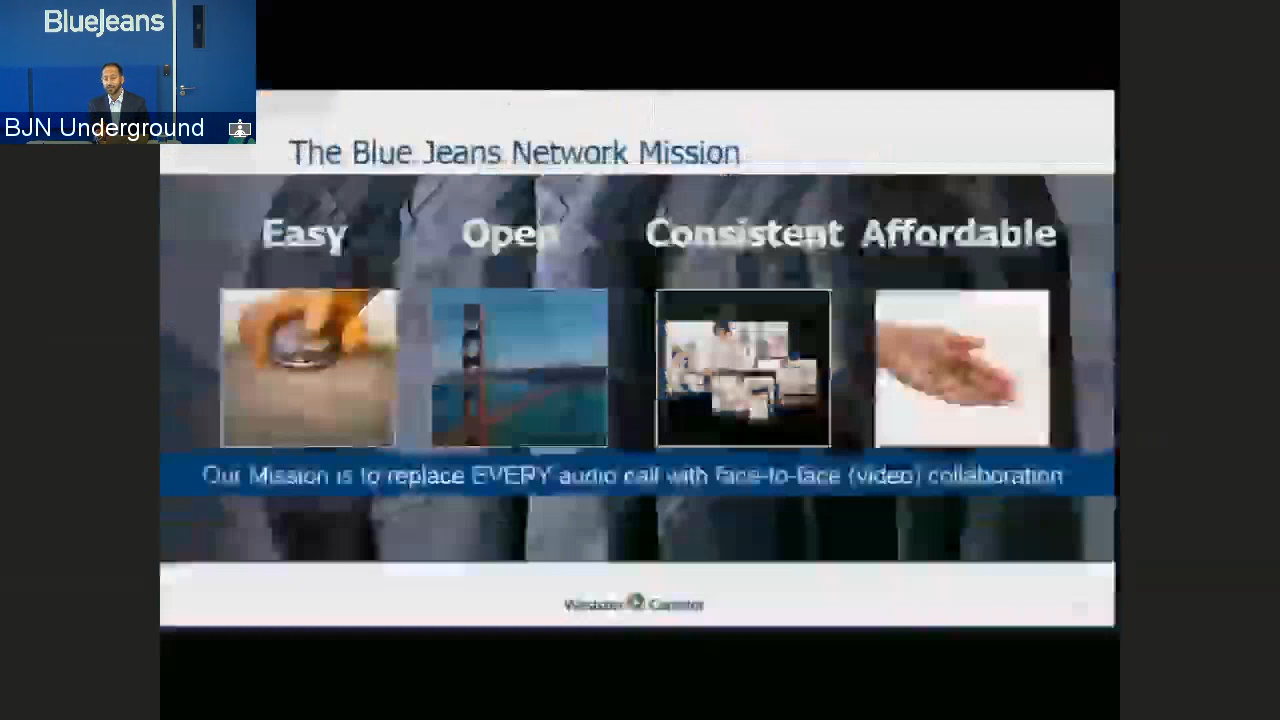 BlueJeans
BJN Underground
The Blue Jeans Network Mission
Easy Open Consistent Affordable
Our Mission is to replace EVERY audio call with face-to-face (video) collaboration